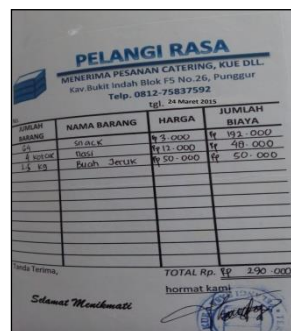 PELANGI RASA
MENERIMA PESANAN CATERING, KUE DLL.
Kav.Bukit Indah Blok F5 No.26, Punggur
Telp. 0812-75837592
tgl. 24 Maret 2015
JUMLAH BARANG NAMA BARANG HARGA JUMLAH BIAYA
64 snack Rp 3.000 Rp 192.000
4 kotak nasi Rp 12.000 Rp 48.000
2,5 kg Buah Jeruk Rp 50.000 Rp 50.000
Tanda Terima,
TOTAL Rp. Rp 290.000
hormat kami
Selamat Menikmati